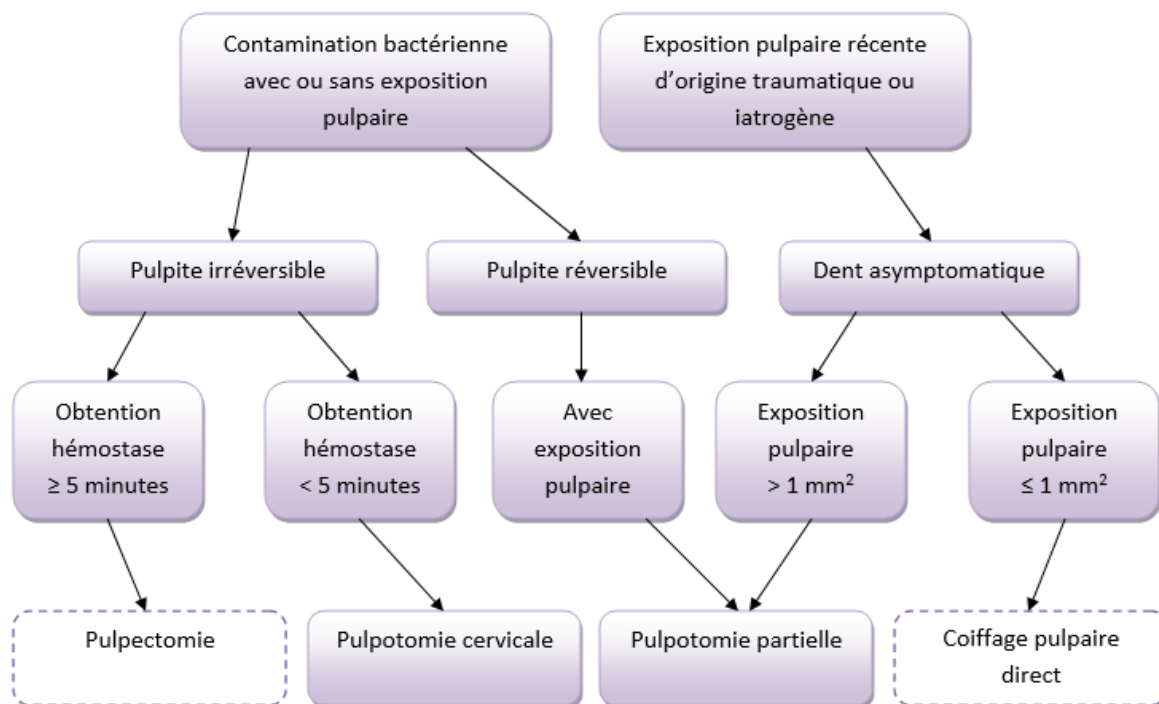 Contamination bactérienne
avec ou sans exposition
pulpaire
Exposition pulpaire récente
d’origine traumatique ou
iatrogène
Pulpite irréversible
Pulpite réversible
Dent asymptomatique
Obtention
hémostase
≥ 5 minutes
Obtention
hémostase
< 5 minutes
Avec
exposition
pulpaire
Exposition
pulpaire
> 1 mm²
Exposition
pulpaire
≤ 1 mm²
Pulpectomie
Pulpotomie cervicale
Pulpotomie partielle
Coiffage pulpaire
direct